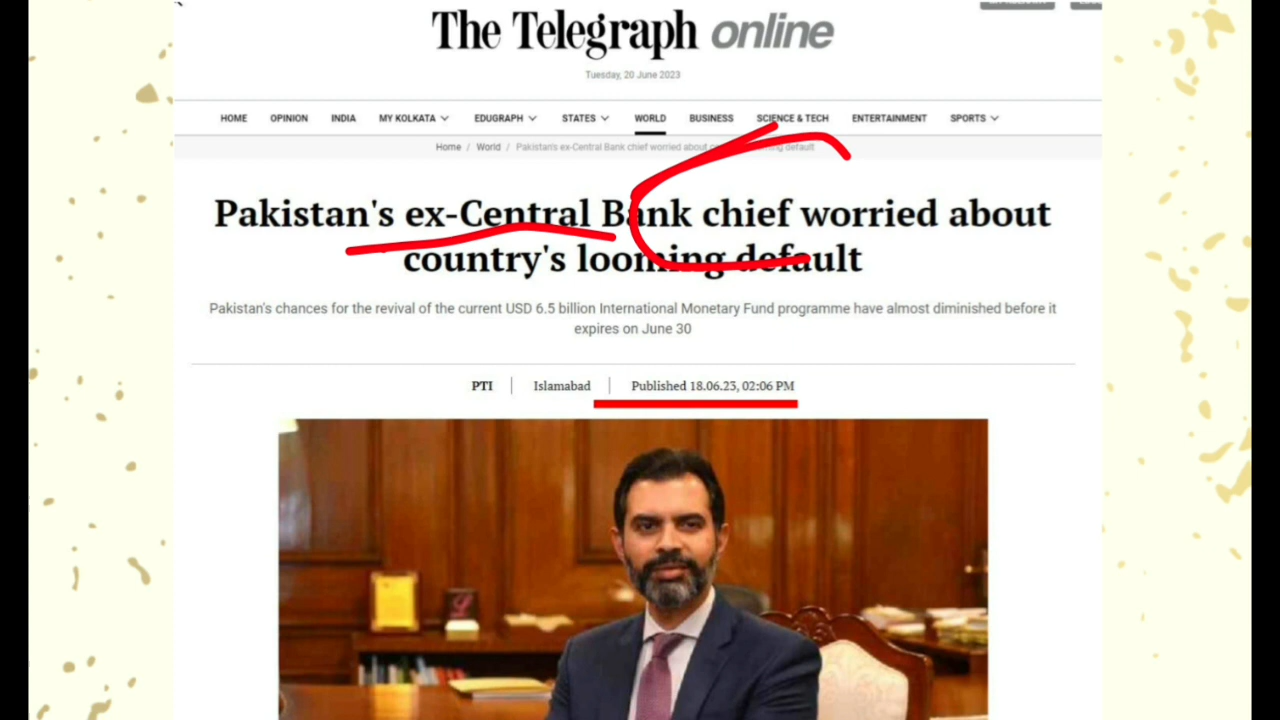 The Telegraph online
Tuesday, 20 June 2023
HOME OPINION INDIA MY KOLKATA EDUGRAPH STATES WORLD BUSINESS SCIENCE & TECH ENTERTAINMENT SPORTS
Home / World / Pakistan's ex-Central Bank chief worried about default
Pakistan's ex-Central Bank chief worried about
country's looming default
Pakistan's chances for the revival of the current USD 6.5 billion International Monetary Fund programme have almost diminished before it
expires on June 30
PTI Islamabad Published 18.06.23, 02:06 PM